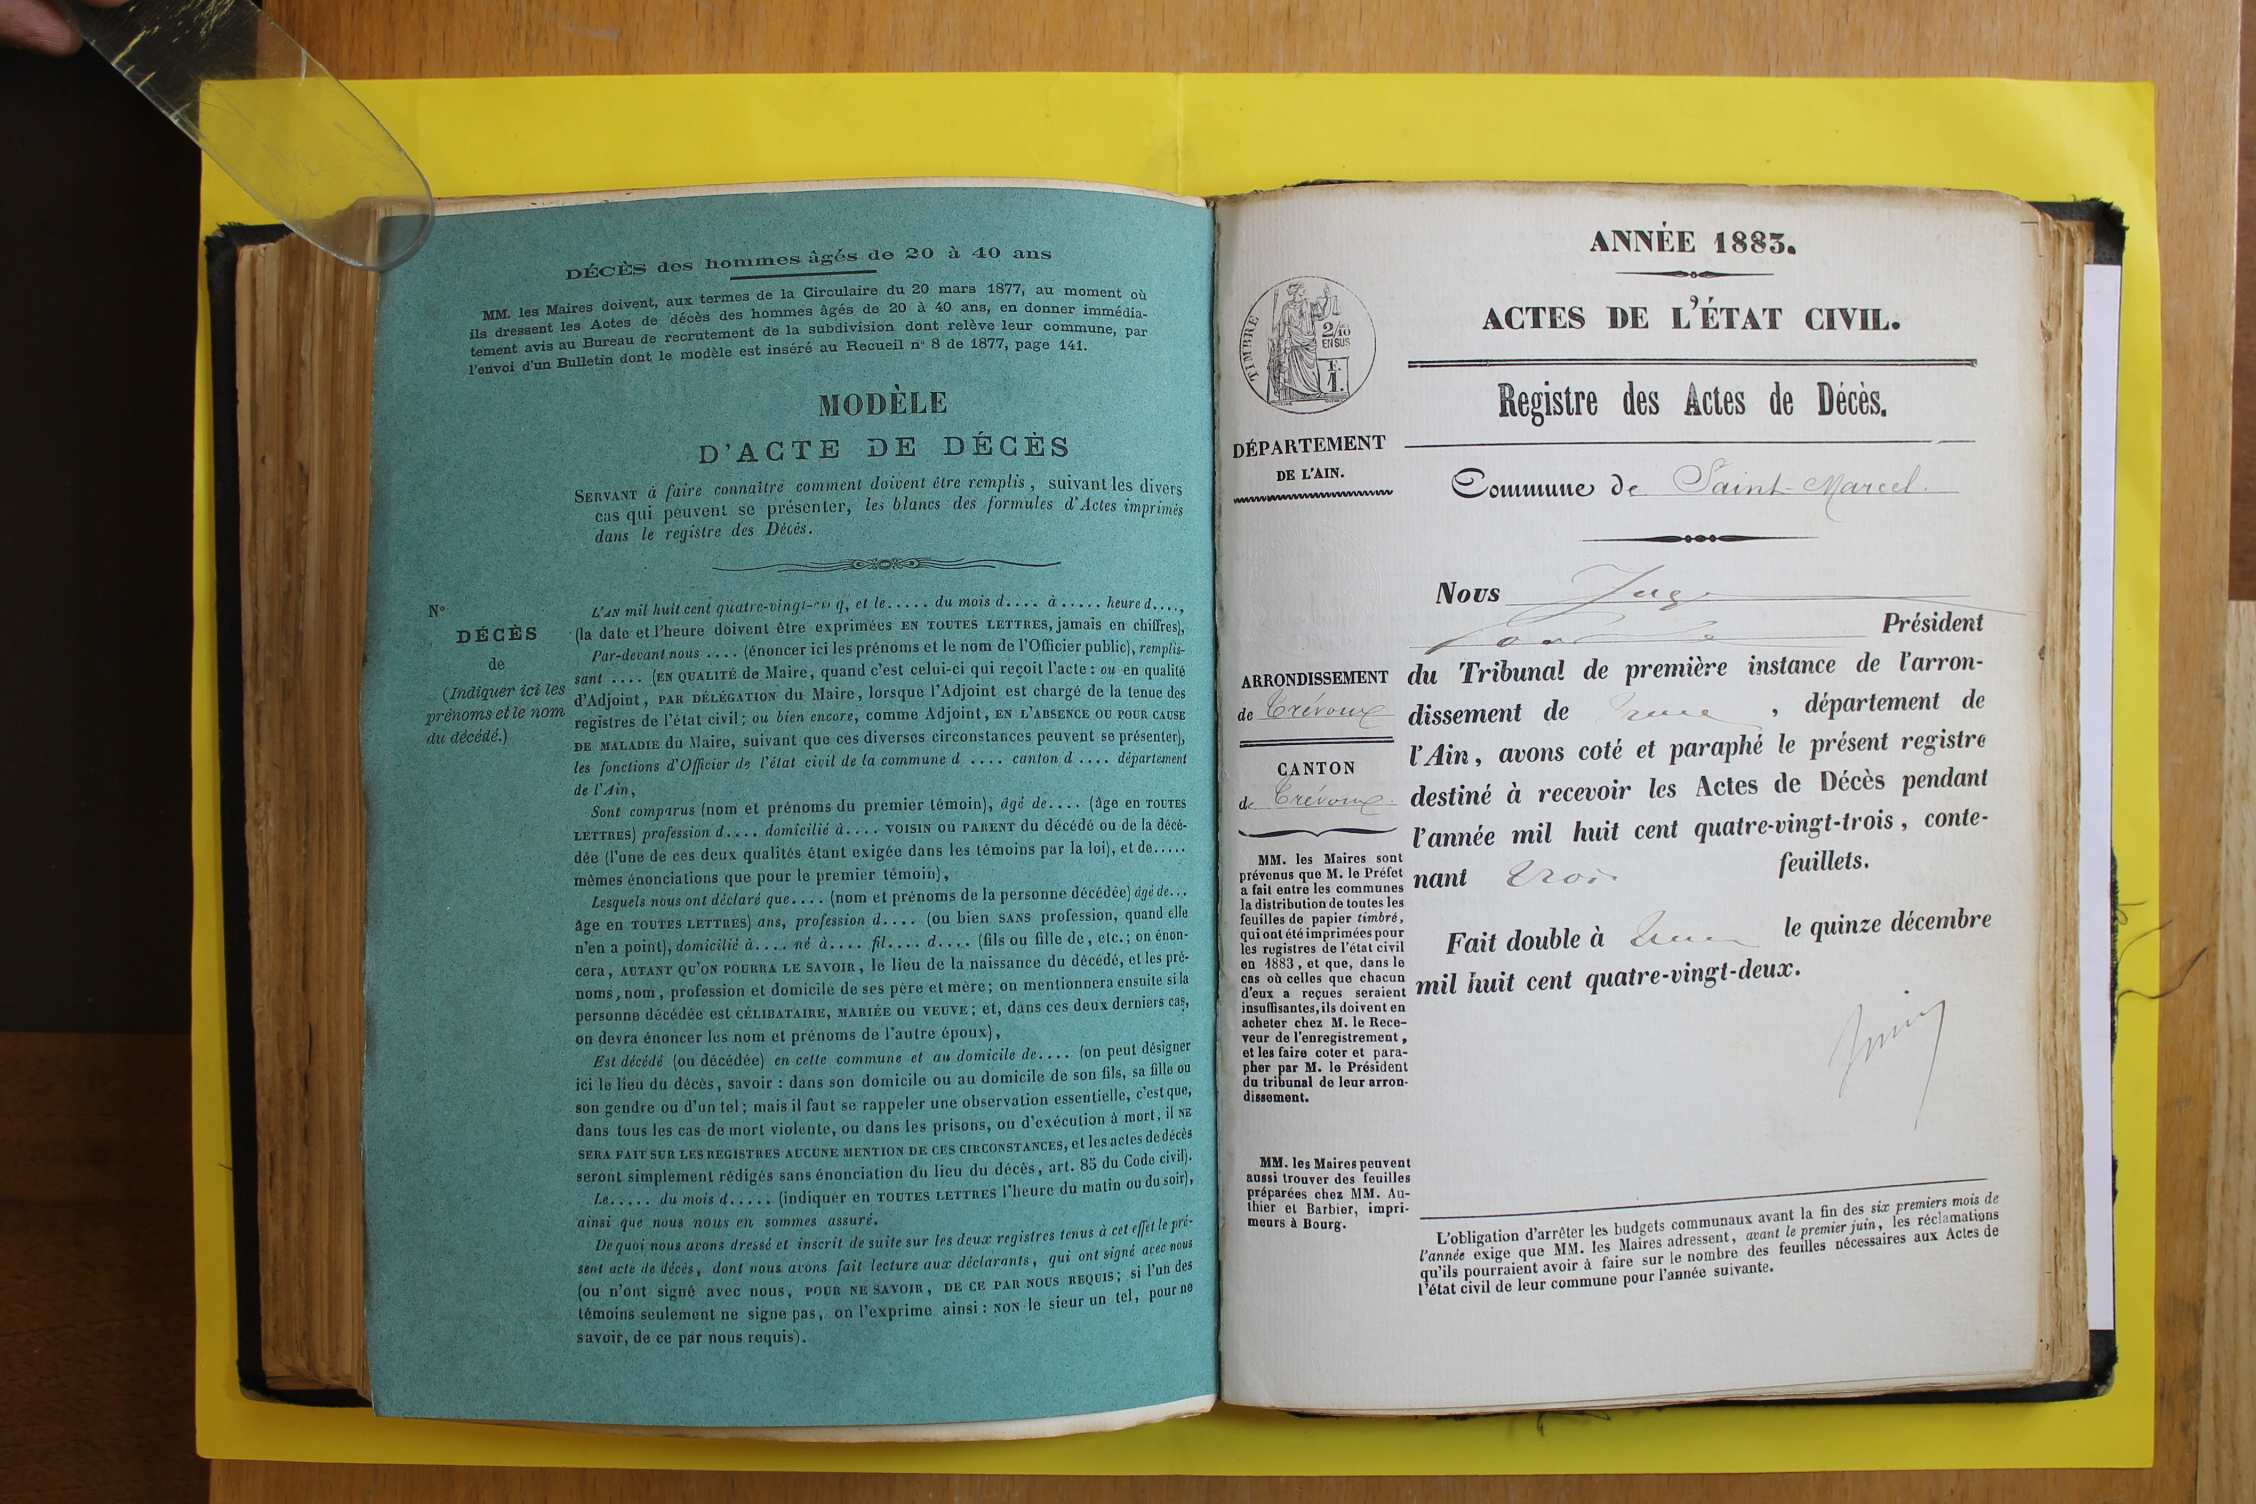 DÉCÈS des hommes âgés de 20 à 40 ans
MM. les Maires doivent, aux termes de la Circulaire du 20 mars 1877, au moment où
ils dressent les Actes de décès des hommes âgés de 20 à 40 ans, en donner immédia-
tement avis au Bureau de recrutement de la subdivision dont relève leur commune, par
l'envoi d'un Bulletin dont le modèle est inséré au Recueil n° 8 de 1877, page 141.
MODÈLE
D'ACTE DE DÉCÈS
SERVANT à faire connaître comment doivent être remplis, suivant les divers
cas qui peuvent se présenter, les blancs des formules d'Actes imprimés
dans le registre des Décès.
N°
DÉCÈS
de
(Indiquer ici les
prénoms et le nom
du décédé.)
L'AN mil huit cent quatre-vingt- et le..... du mois d.... à ..... heure d....,
(la date et l'heure doivent être exprimées EN TOUTES LETTRES, jamais en chiffres),
Par-devant nous .... (énoncer ici les prénoms et le nom de l'Officier public), remplis-
sant .... (EN QUALITÉ de Maire, quand c'est celui-ci qui reçoit l'acte: ou en qualité
d'Adjoint, PAR DÉLÉGATION du Maire, lorsque l'Adjoint est chargé de la tenue des
registres de l'état civil; ou bien encore, comme Adjoint, EN L'ABSENCE OU POUR CAUSE
DE MALADIE du Maire, suivant que ces diverses circonstances peuvent se présenter),
les fonctions d'Officier de l'état civil de la commune d .... canton d .... département
de l'Ain,
Sont comparus (nom et prénoms du premier témoin), âgé de.... (âge en TOUTES
LETTRES) profession d.... domicilié à.... VOISIN OU PARENT du décédé ou de la décé-
dée (l'une de ces deux qualités étant exigée dans les témoins par la loi), et de.....
mêmes énonciations que pour le premier témoin),
Lesquels nous ont déclaré que.... (nom et prénoms de la personne décédée) âgé de...
âge en TOUTES LETTRES) ans, profession d.... (ou bien SANS profession, quand elle
n'en a point), domicilié à.... né à.... fil.... d.... (fils ou fille de, etc.; on énon-
cera, AUTANT QU'ON POURRA LE SAVOIR, le lieu de la naissance du décédé, et les pré-
noms, nom, profession et domicile de ses père et mère; on mentionnera ensuite si la
personne décédée est CÉLIBATAIRE, MARIÉE OU VEUVE; et, dans ces deux derniers cas,
on devra énoncer les nom et prénoms de l'autre époux),
Est décédé (ou décédée) en cette commune et au domicile de.... (on peut désigner
ici le lieu du décès, savoir: dans son domicile ou au domicile de son fils, sa fille ou
son gendre ou d'un tel; mais il faut se rappeler une observation essentielle, c'est que,
dans tous les cas de mort violente, ou dans les prisons, ou d'exécution à mort, il NE
SERA FAIT SUR LES REGISTRES AUCUNE MENTION DE CES CIRCONSTANCES, et les actes de décès
seront simplement rédigés sans énonciation du lieu du décès, art. 85 du Code civil).
Le..... du mois d..... (indiquer en TOUTES LETTRES l'heure du matin ou du soir),
ainsi que nous nous en sommes assuré.
De quoi nous avons dressé et inscrit de suite sur les deux registres tenus à cet effet le pré-
sent acte de décès, dont nous avons fait lecture aux déclarants, qui ont signé avec nous
(ou n'ont signé avec nous, POUR NE SAVOIR, DE CE PAR NOUS REQUIS; si l'un des
témoins seulement ne signe pas, on l'exprime ainsi: NON le sieur un tel, pour ne
savoir, de ce par nous requis).
ANNÉE 1883.
ACTES DE L'ÉTAT CIVIL.
TIMBRE
2/10
EN SUS
F.
1.
Registre des Actes de Décès.
DÉPARTEMENT
DE L'AIN.
Commune de Saint-Marcel.
Nous Juge
Président
du Tribunal de première instance de l'arron-
dissement de , département de
l'Ain, avons coté et paraphé le présent registre
destiné à recevoir les Actes de Décès pendant
l'année mil huit cent quatre-vingt-trois, conte-
nant trois feuillets.
Fait double à le quinze décembre
mil huit cent quatre-vingt-deux.
ARRONDISSEMENT
de Trévoux
CANTON
de Trévoux.
MM. les Maires sont
prévenus que M. le Préfet
a fait entre les communes
la distribution de toutes les
feuilles de papier timbré,
qui ont été imprimées pour
les registres de l'état civil
en 1883, et que, dans le
cas où celles que chacun
d'eux a reçues seraient
insuffisantes, ils doivent en
acheter chez M. le Rece-
veur de l'enregistrement,
et les faire coter et para-
pher par M. le Président
du tribunal de leur arron-
dissement.
MM. les Maires peuvent
aussi trouver des feuilles
préparées chez MM. Au-
thier et Barbier, impri-
meurs à Bourg.
L'obligation d'arrêter les budgets communaux avant la fin des six premiers mois de
l'année exige que MM. les Maires adressent, avant le premier juin, les réclamations
qu'ils pourraient avoir à faire sur le nombre des feuilles nécessaires aux Actes de
l'état civil de leur commune pour l'année suivante.